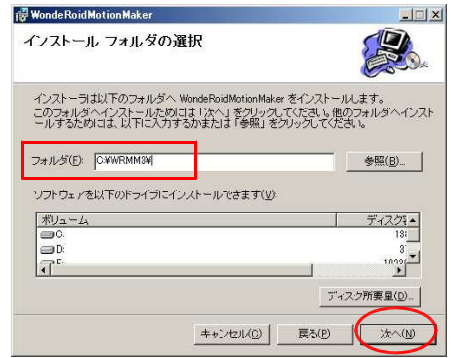 WondeRoidMotionMaker
インストール フォルダの選択
インストーラは以下のフォルダへ WondeRoidMotionMaker をインストールします。
このフォルダへインストールためには「次へ」をクリックしてください。他のフォルダへインスト
ールするためには、以下に入力するかまたは「参照」をクリックしてください。
フォルダ(F): C:¥WRMM3¥ 参照(B)...
ソフトウェアを以下のドライブにインストールできます(V):
ボリューム ディスク
C:
D:
ディスク所要量(D)...
キャンセル(C) 戻る(P) 次へ(N)